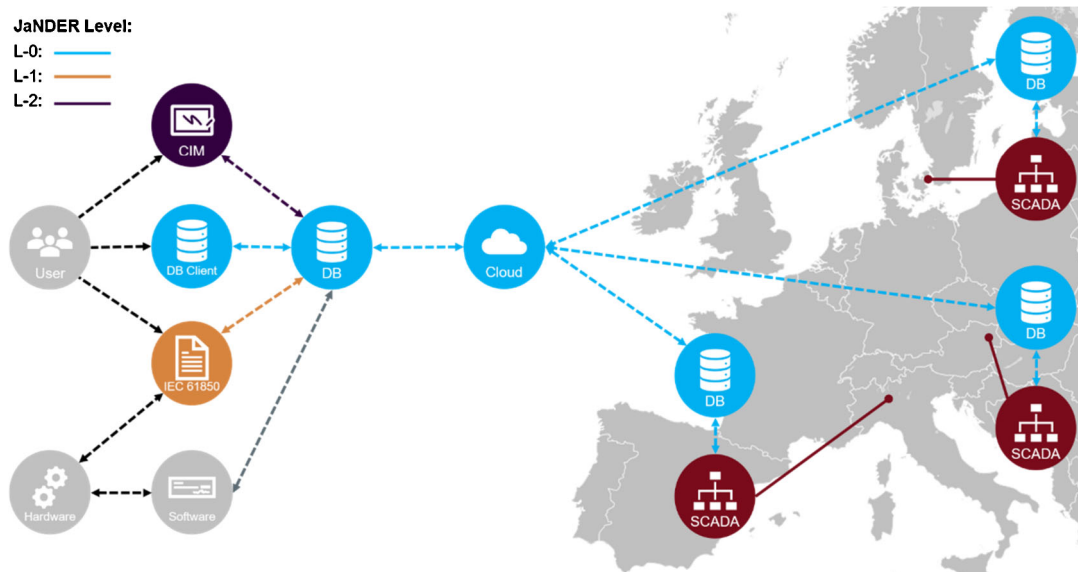 JaNDER Level:
L-0:
L-1:
L-2:
CIM
User
DB Client
DB
Cloud
IEC 61850
Hardware
Software
DB
SCADA
DB
SCADA
DB
SCADA